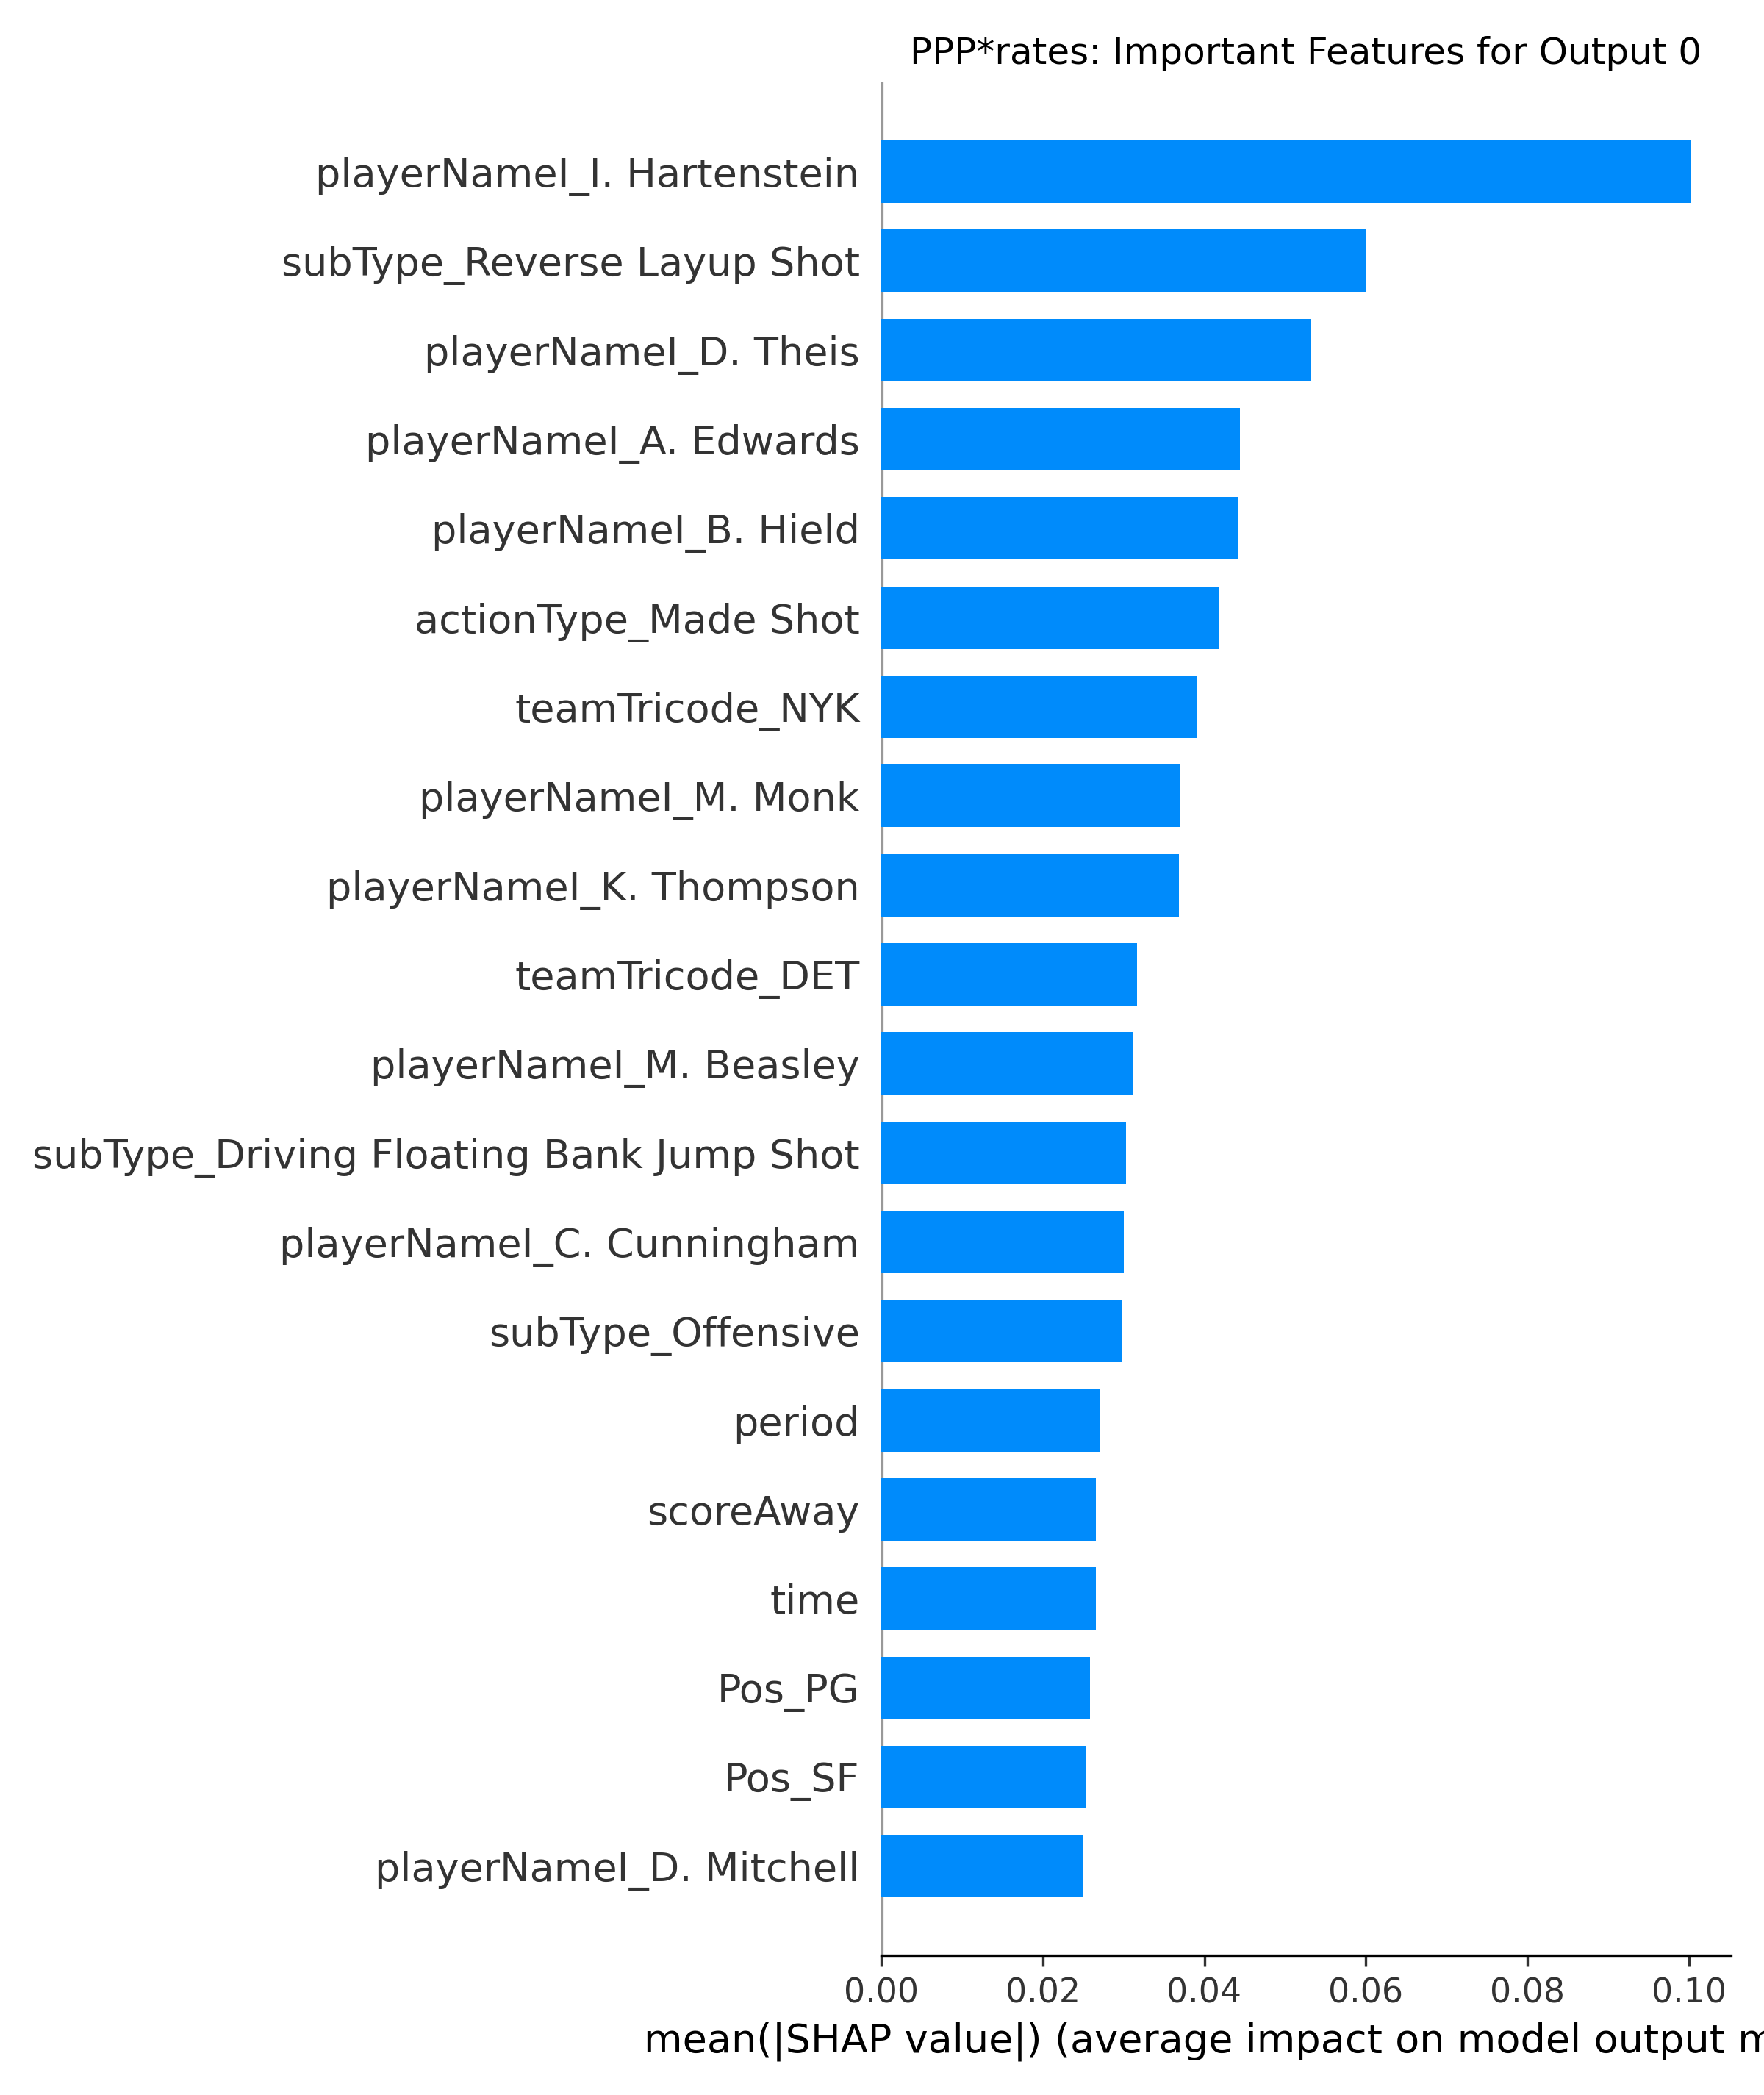 PPP*rates: Important Features for Output 0
playerNameI_I. Hartenstein
subType_Reverse Layup Shot
playerNameI_D. Theis
playerNameI_A. Edwards
playerNameI_B. Hield
actionType_Made Shot
teamTricode_NYK
playerNameI_M. Monk
playerNameI_K. Thompson
teamTricode_DET
playerNameI_M. Beasley
subType_Driving Floating Bank Jump Shot
playerNameI_C. Cunningham
subType_Offensive
period
scoreAway
time
Pos_PG
Pos_SF
playerNameI_D. Mitchell
0.00 0.02 0.04 0.06 0.08 0.10
mean(|SHAP value|) (average impact on model output m